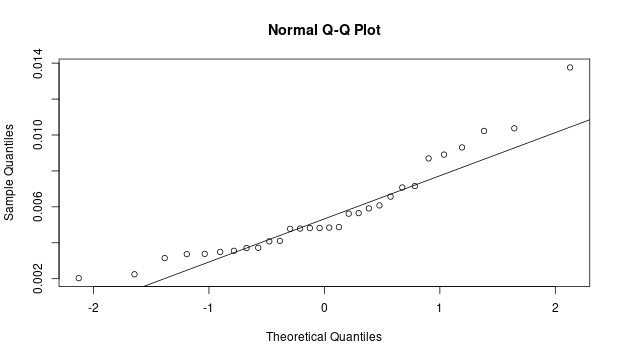 Normal Q-Q Plot
0.014
0.010
0.006
0.002
Sample Quantiles
-2 -1 0 1 2
Theoretical Quantiles